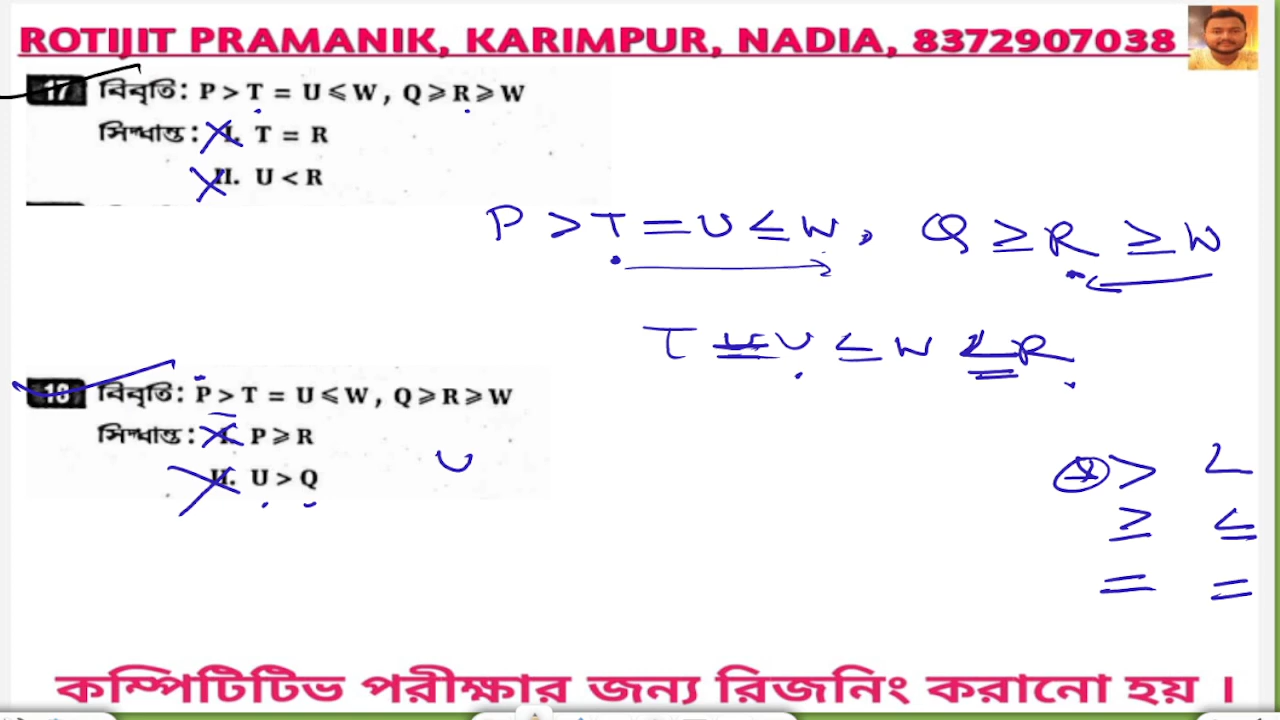 ROTIJIT PRAMANIK, KARIMPUR, NADIA, 8372907038
17 বিবৃতি: P > T = U ⩽ W, Q ⩾ R ⩾ W
সিদ্ধান্ত: I. T = R
II. U < R
P > T = U ≤ W, Q ≥ R ≥ W
T = U ≤ W ≤ R
18 বিবৃতি: P > T = U ⩽ W, Q ⩾ R ⩾ W
সিদ্ধান্ত: I. P ⩾ R
II. U > Q
U
> <
≥ ≤
= =
কম্পিটিটিভ পরীক্ষার জন্য রিজনিং করানো হয় ।